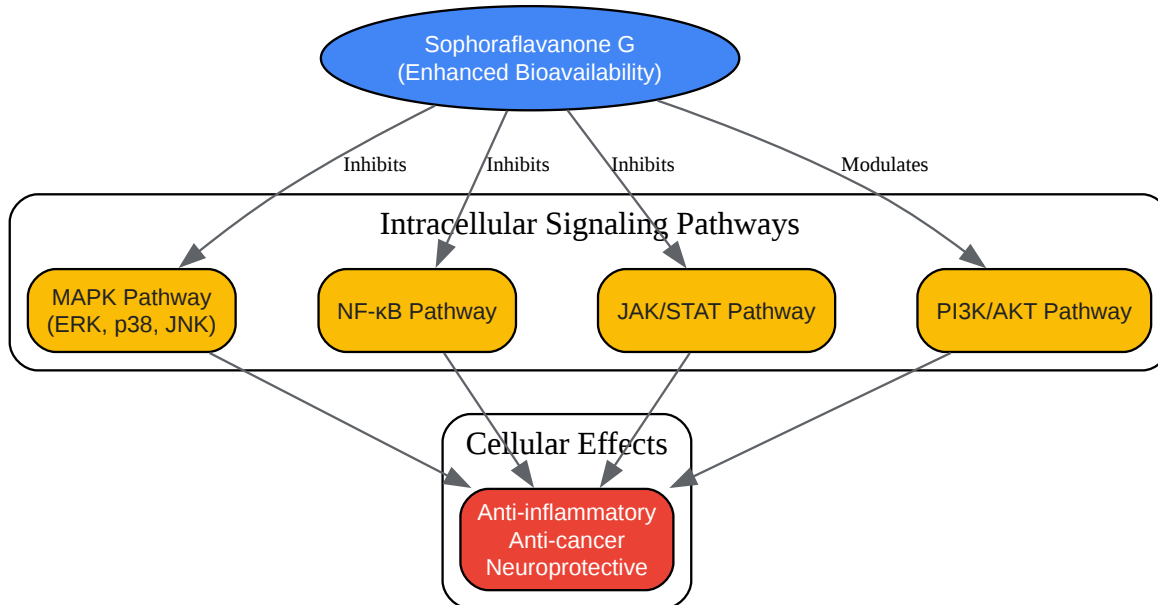 Sophoraflavanone G
(Enhanced Bioavailability)
Inhibits
Inhibits
Inhibits
Modulates
Intracellular Signaling Pathways
MAPK Pathway
(ERK, p38, JNK)
NF-κB Pathway
JAK/STAT Pathway
PI3K/AKT Pathway
Cellular Effects
Anti-inflammatory
Anti-cancer
Neuroprotective